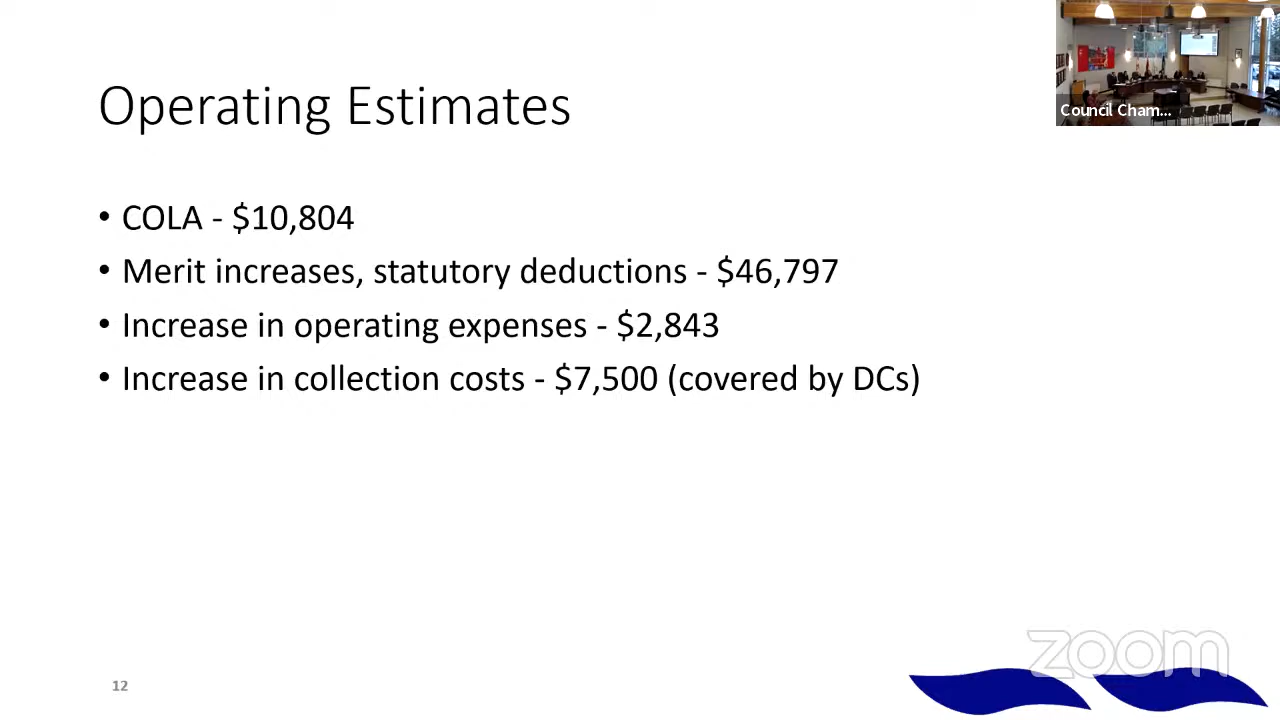 Council Cham...
Operating Estimates
• COLA - $10,804
• Merit increases, statutory deductions - $46,797
• Increase in operating expenses - $2,843
• Increase in collection costs - $7,500 (covered by DCs)
zoom
12